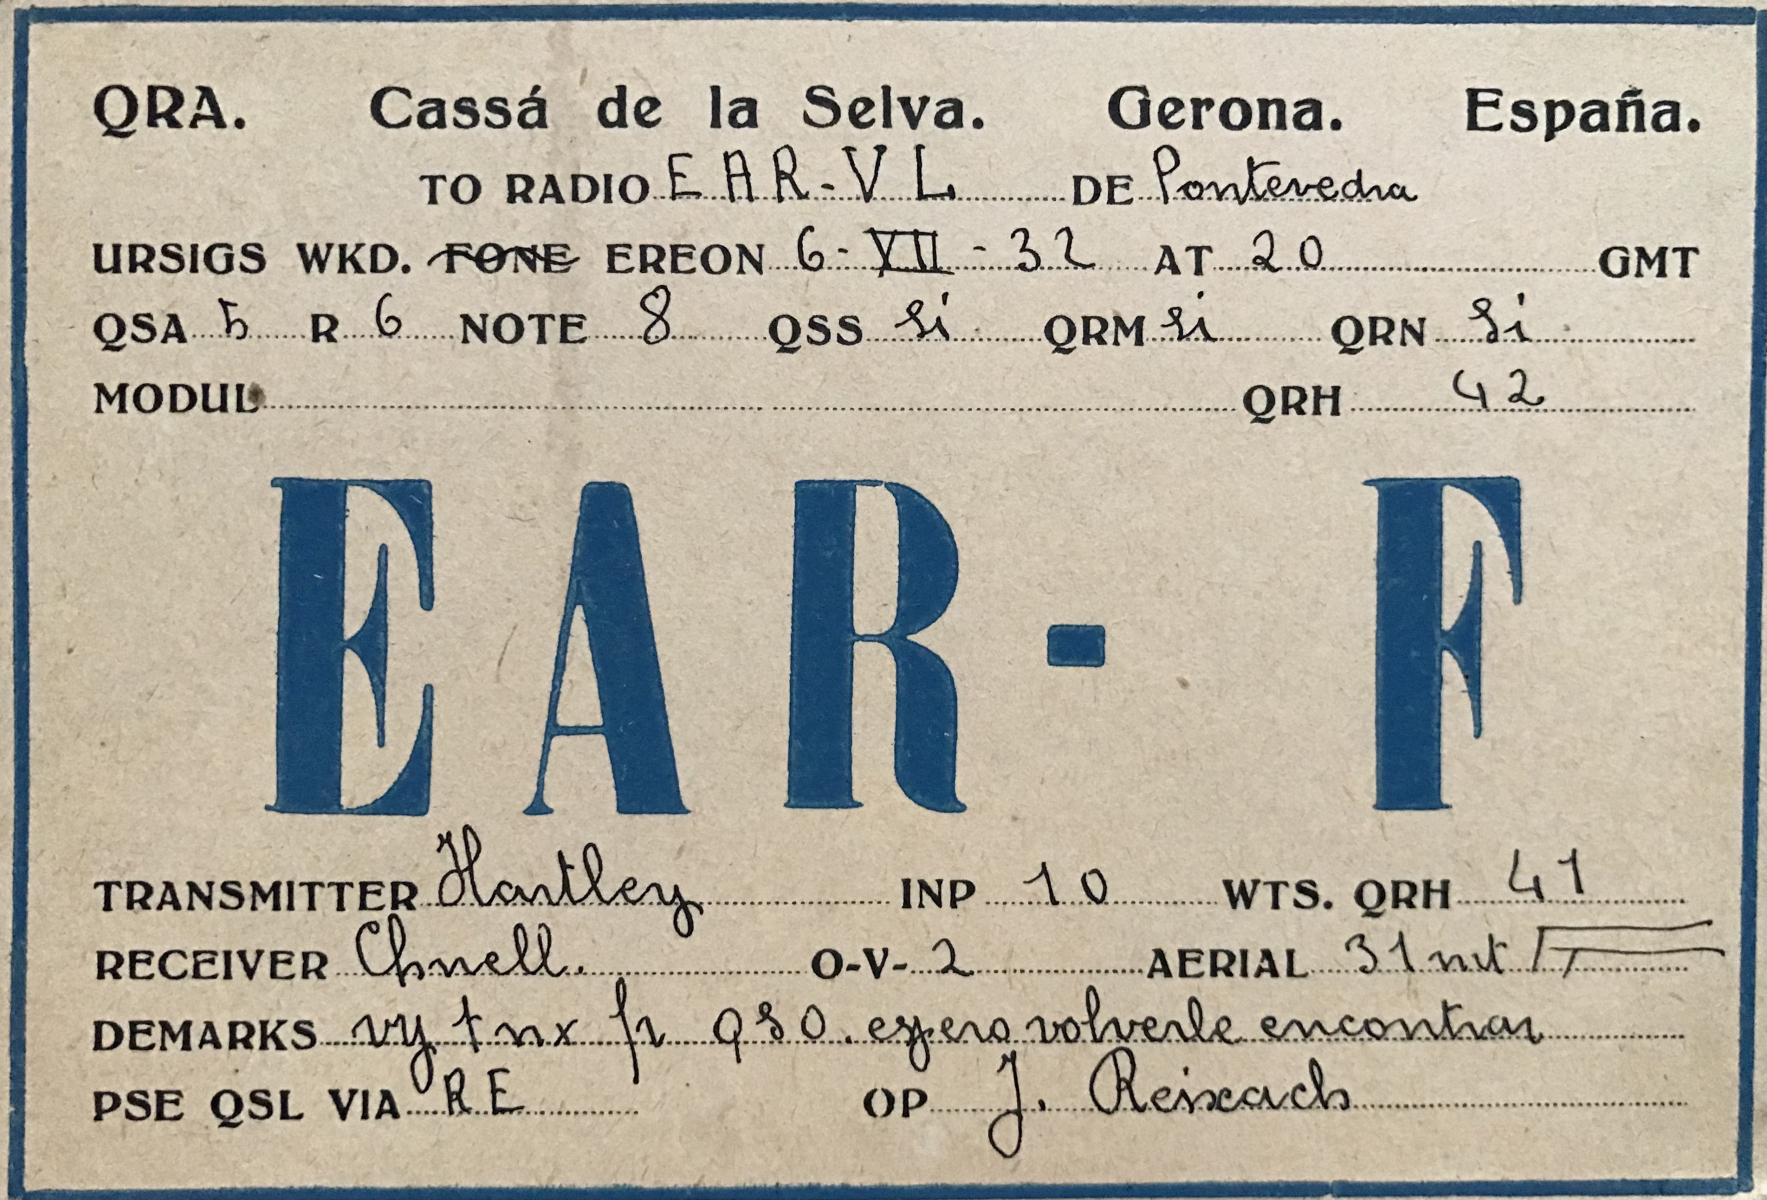 QRA. Cassá de la Selva. Gerona. España.
TO RADIO EAR-VL DE Pontevedra
URSIGS WKD. FONE EREON 6-VII-32 AT 20 GMT
QSA 5 R 6 NOTE 8 QSS si QRM si QRN si
MODUL QRH 42
EAR-F
TRANSMITTER Hartley INP 10 WTS. QRH 41
RECEIVER Chnell. O-V-2 AERIAL 31 mt
DEMARKS vy tnx fr QSO. espero volverle encontrar
PSE QSL VIA RE OP J. Reixach